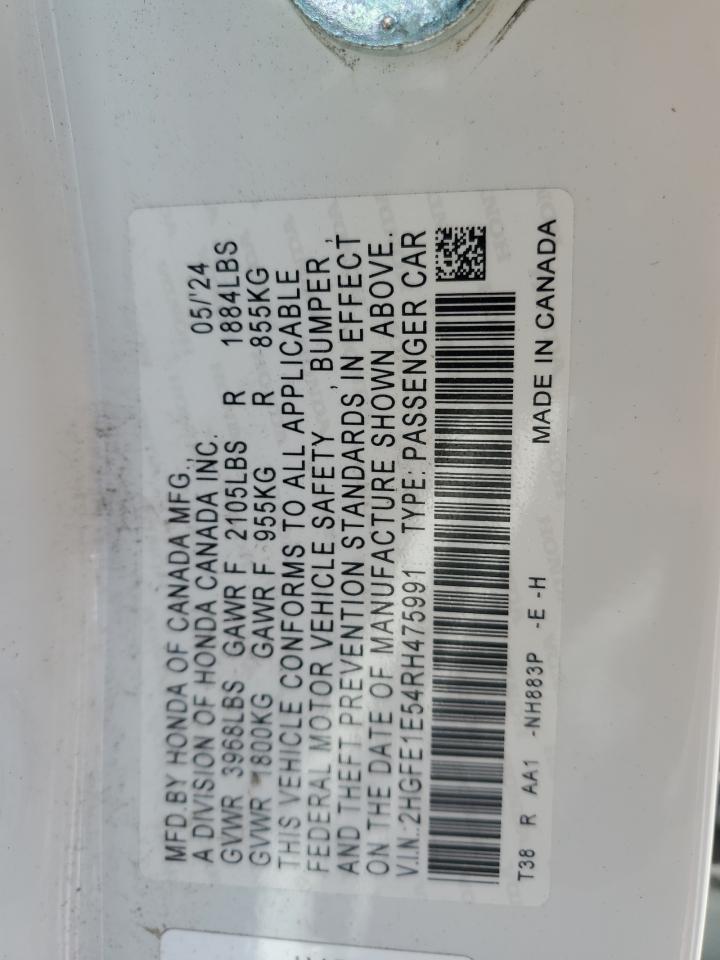 MFD.BY HONDA OF CANADA MFG.,
A DIVISION OF HONDA CANADA INC. 05/'24
GVWR 3968LBS GAWR F 2105LBS R 1884LBS
GVWR 1800KG GAWR F 955KG R 855KG
THIS VEHICLE CONFORMS TO ALL APPLICABLE
FEDERAL MOTOR VEHICLE SAFETY , BUMPER ,
AND THEFT PREVENTION STANDARDS IN EFFECT
ON THE DATE OF MANUFACTURE SHOWN ABOVE.
V.I.N.:2HGFE1E54RH475991 TYPE: PASSENGER CAR
T38 R AA1 -NH883P -E -H MADE IN CANADA